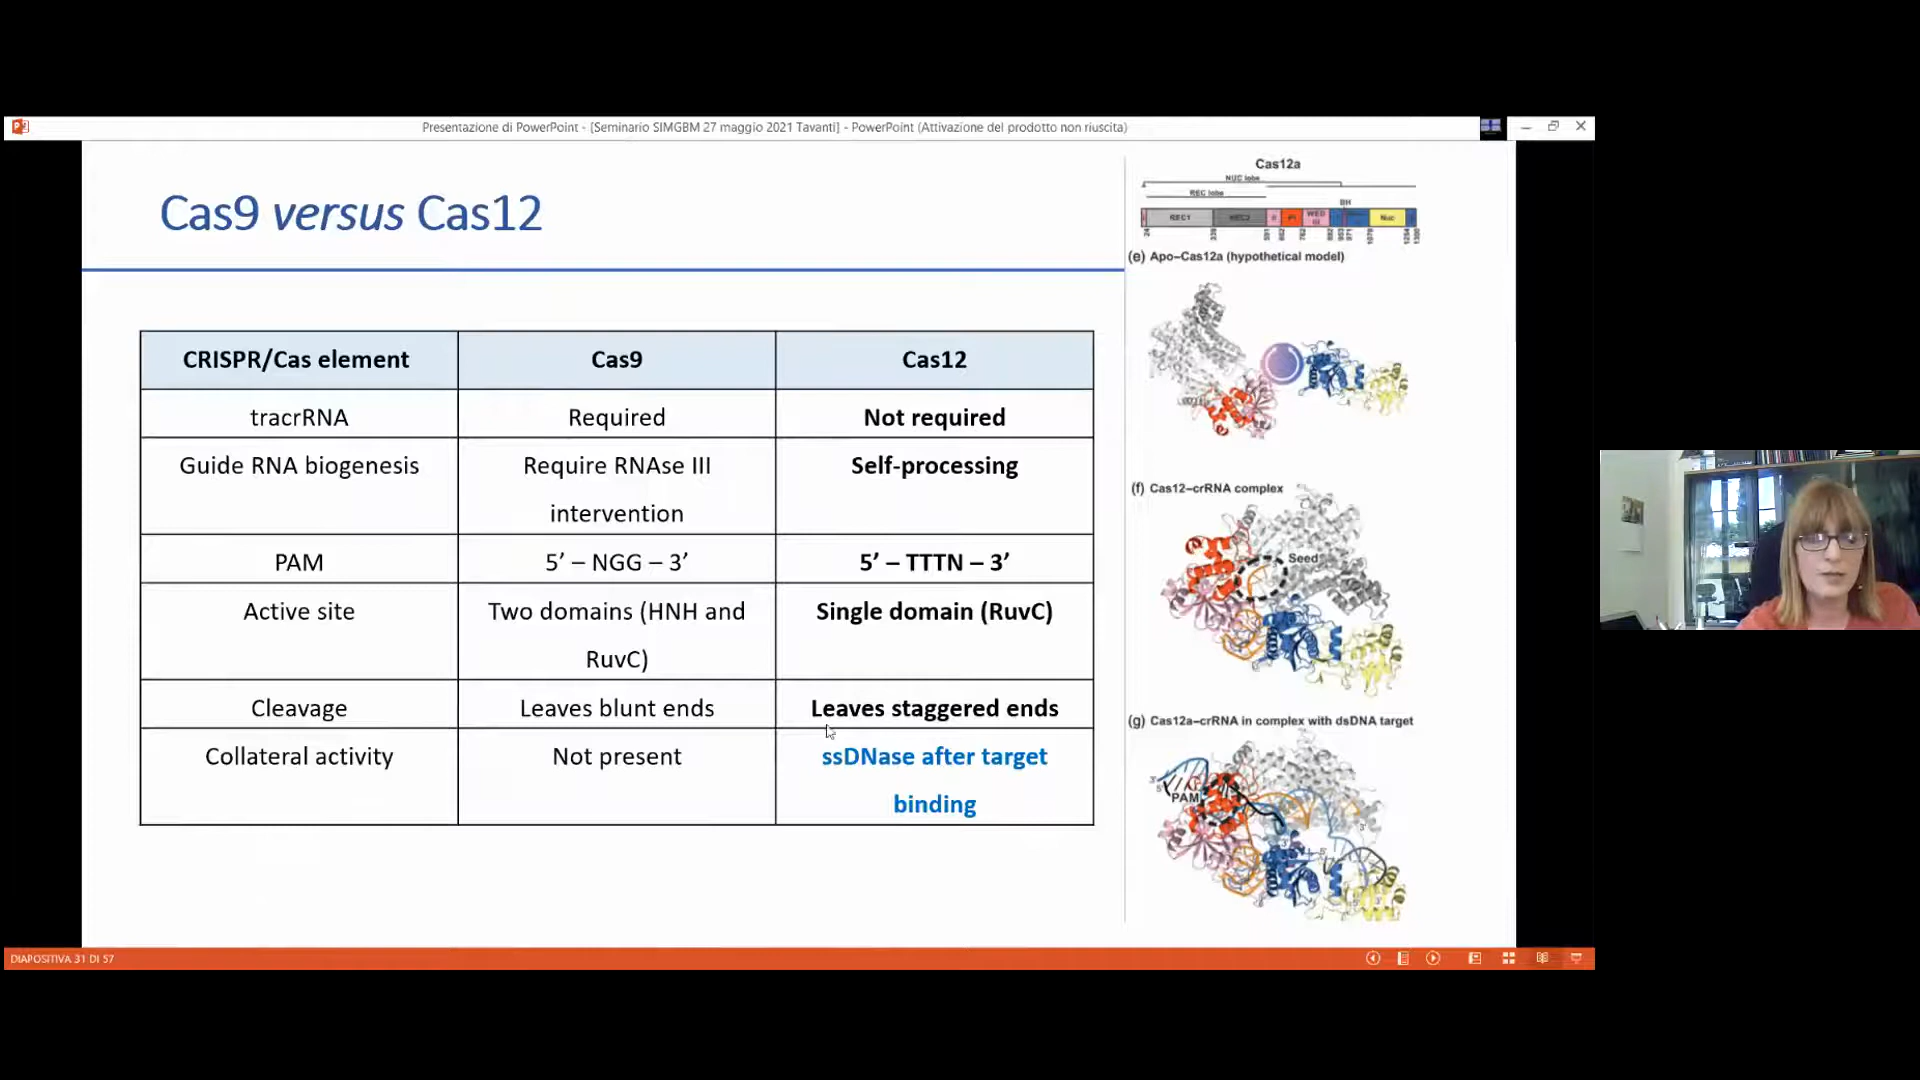 Presentazione di PowerPoint - [Seminario SIMGBM 27 maggio 2021 Tavanti] - PowerPoint (Attivazione del prodotto non riuscita)
Cas9 versus Cas12
CRISPR/Cas element Cas9 Cas12
tracrRNA Required Not required
Guide RNA biogenesis Require RNAse III Self-processing
intervention
PAM 5’ – NGG – 3’ 5’ – TTTN – 3’
Active site Two domains (HNH and Single domain (RuvC)
RuvC)
Cleavage Leaves blunt ends Leaves staggered ends
Collateral activity Not present ssDNase after target
binding
Cas12a
NUC lobe
REC lobe
BH
REC1 REC2 PI WED Nuc
III
(e) Apo–Cas12a (hypothetical model)
(f) Cas12–crRNA complex
Seed
(g) Cas12a–crRNA in complex with dsDNA target
PAM
DIAPOSITIVA 31 DI 57